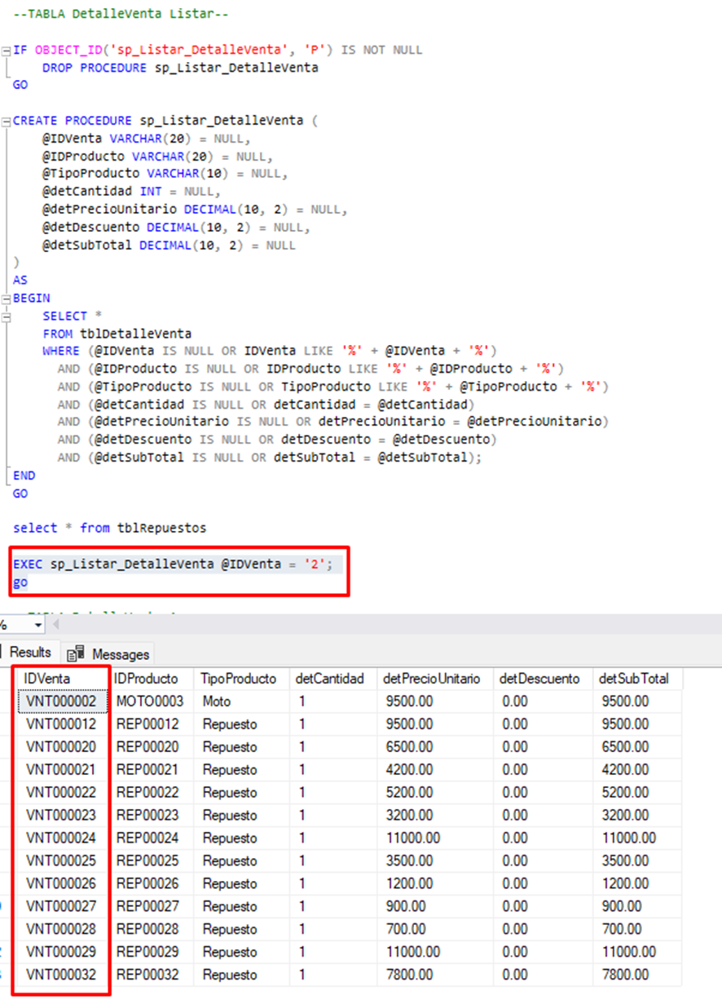 --TABLA DetalleVenta Listar--
IF OBJECT_ID('sp_Listar_DetalleVenta', 'P') IS NOT NULL
DROP PROCEDURE sp_Listar_DetalleVenta
GO
CREATE PROCEDURE sp_Listar_DetalleVenta (
@IDVenta VARCHAR(20) = NULL,
@IDProducto VARCHAR(20) = NULL,
@TipoProducto VARCHAR(10) = NULL,
@detCantidad INT = NULL,
@detPrecioUnitario DECIMAL(10, 2) = NULL,
@detDescuento DECIMAL(10, 2) = NULL,
@detSubTotal DECIMAL(10, 2) = NULL
)
AS
BEGIN
SELECT *
FROM tblDetalleVenta
WHERE (@IDVenta IS NULL OR IDVenta LIKE '%' + @IDVenta + '%')
AND (@IDProducto IS NULL OR IDProducto LIKE '%' + @IDProducto + '%')
AND (@TipoProducto IS NULL OR TipoProducto LIKE '%' + @TipoProducto + '%')
AND (@detCantidad IS NULL OR detCantidad = @detCantidad)
AND (@detPrecioUnitario IS NULL OR detPrecioUnitario = @detPrecioUnitario)
AND (@detDescuento IS NULL OR detDescuento = @detDescuento)
AND (@detSubTotal IS NULL OR detSubTotal = @detSubTotal);
END
GO
select * from tblRepuestos
EXEC sp_Listar_DetalleVenta @IDVenta = '2';
go
%
Results Messages
IDVenta IDProducto TipoProducto detCantidad detPrecioUnitario detDescuento detSubTotal
VNT000002 MOTO0003 Moto 1 9500.00 0.00 9500.00
VNT000012 REP00012 Repuesto 1 9500.00 0.00 9500.00
VNT000020 REP00020 Repuesto 1 6500.00 0.00 6500.00
VNT000021 REP00021 Repuesto 1 4200.00 0.00 4200.00
VNT000022 REP00022 Repuesto 1 5200.00 0.00 5200.00
VNT000023 REP00023 Repuesto 1 3200.00 0.00 3200.00
VNT000024 REP00024 Repuesto 1 11000.00 0.00 11000.00
VNT000025 REP00025 Repuesto 1 3500.00 0.00 3500.00
VNT000026 REP00026 Repuesto 1 1200.00 0.00 1200.00
VNT000027 REP00027 Repuesto 1 900.00 0.00 900.00
VNT000028 REP00028 Repuesto 1 700.00 0.00 700.00
VNT000029 REP00029 Repuesto 1 11000.00 0.00 11000.00
VNT000032 REP00032 Repuesto 1 7800.00 0.00 7800.00